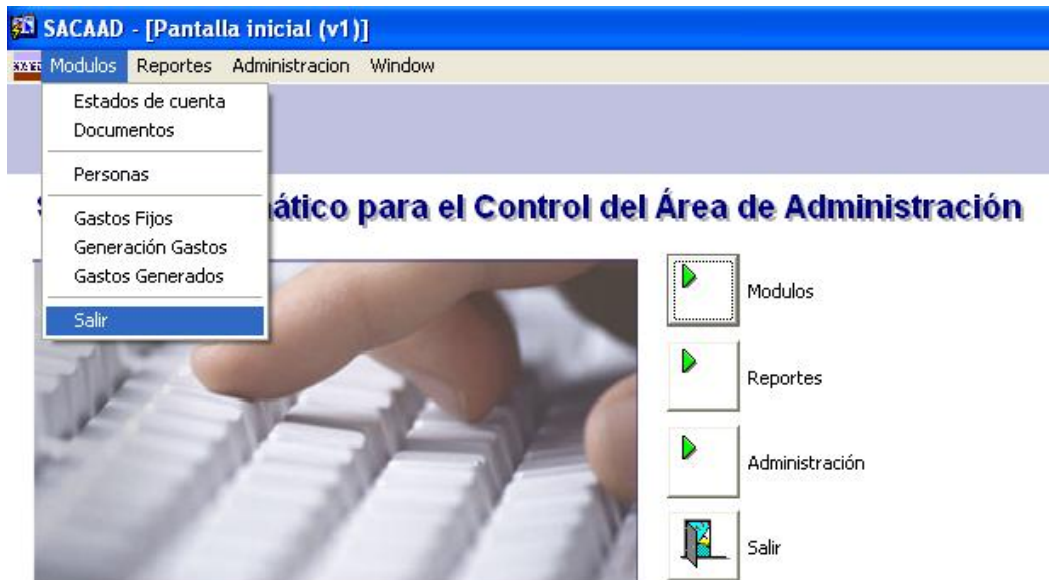 SACAAD - [Pantalla inicial (v1)]
Modulos Reportes Administracion Window
Estados de cuenta
Documentos
Personas
Gastos Fijos
Generación Gastos
Gastos Generados
Salir
para el Control del Área de Administración
Modulos
Reportes
Administración
Salir